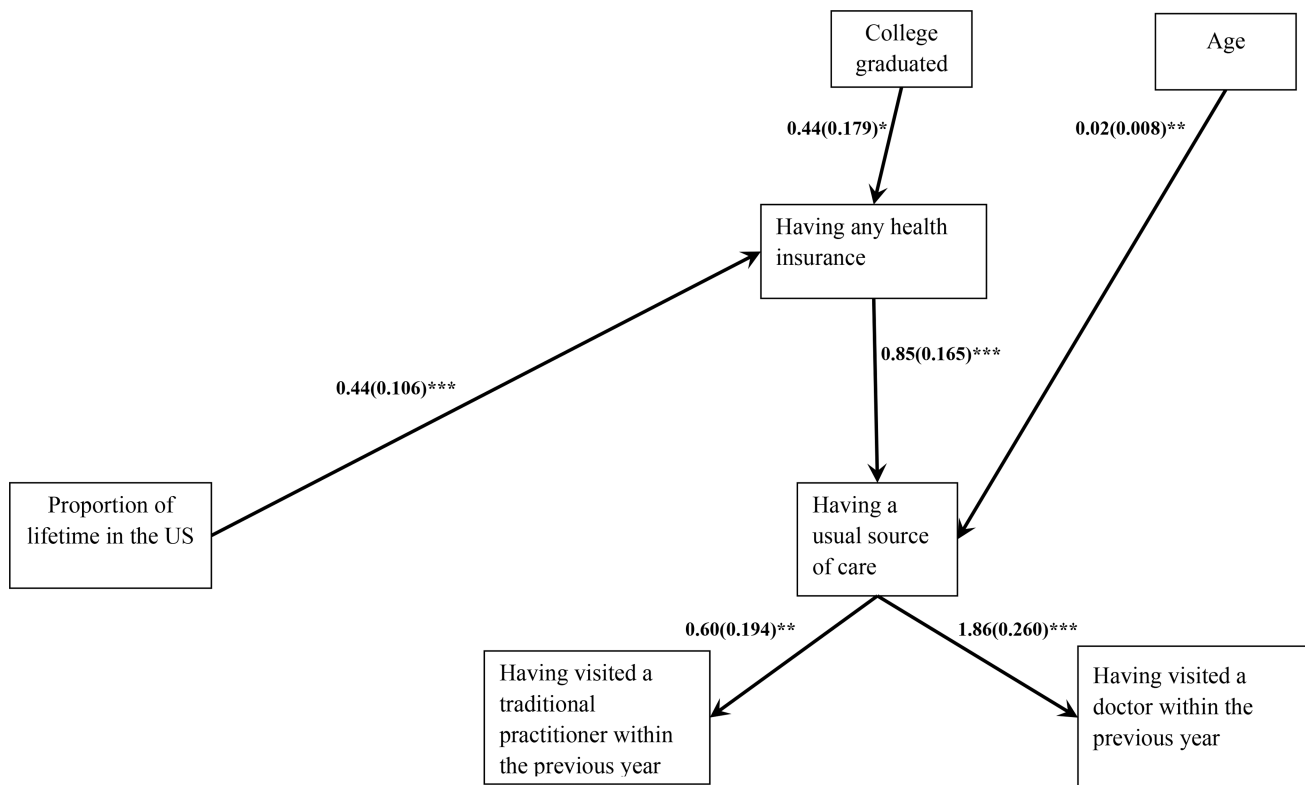 College
graduated
Age
0.44(0.179)*
0.02(0.008)**
Having any health
insurance
0.85(0.165)***
0.44(0.106)***
Proportion of
lifetime in the US
Having a
usual source
of care
0.60(0.194)**
1.86(0.260)***
Having visited a
traditional
practitioner within
the previous year
Having visited a
doctor within the
previous year